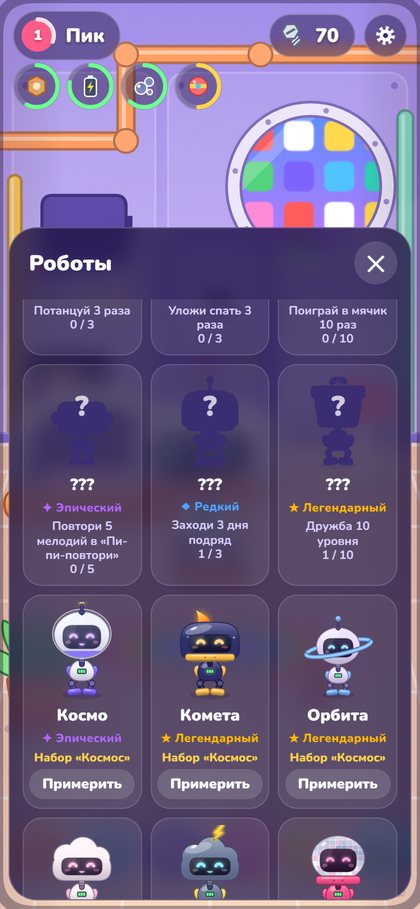 1 Пик 70
Роботы
Потанцуй 3 раза
0 / 3
Уложи спать 3
раза
0 / 3
Поиграй в мячик
10 раз
0 / 10
?
???
Эпический
Повтори 5
мелодий в «Пи-
пи-повтори»
0 / 5
?
???
Редкий
Заходи 3 дня
подряд
1 / 3
?
???
Легендарный
Дружба 10
уровня
1 / 10
Космо
Эпический
Набор «Космос»
Примерить
Комета
Легендарный
Набор «Космос»
Примерить
Орбита
Легендарный
Набор «Космос»
Примерить